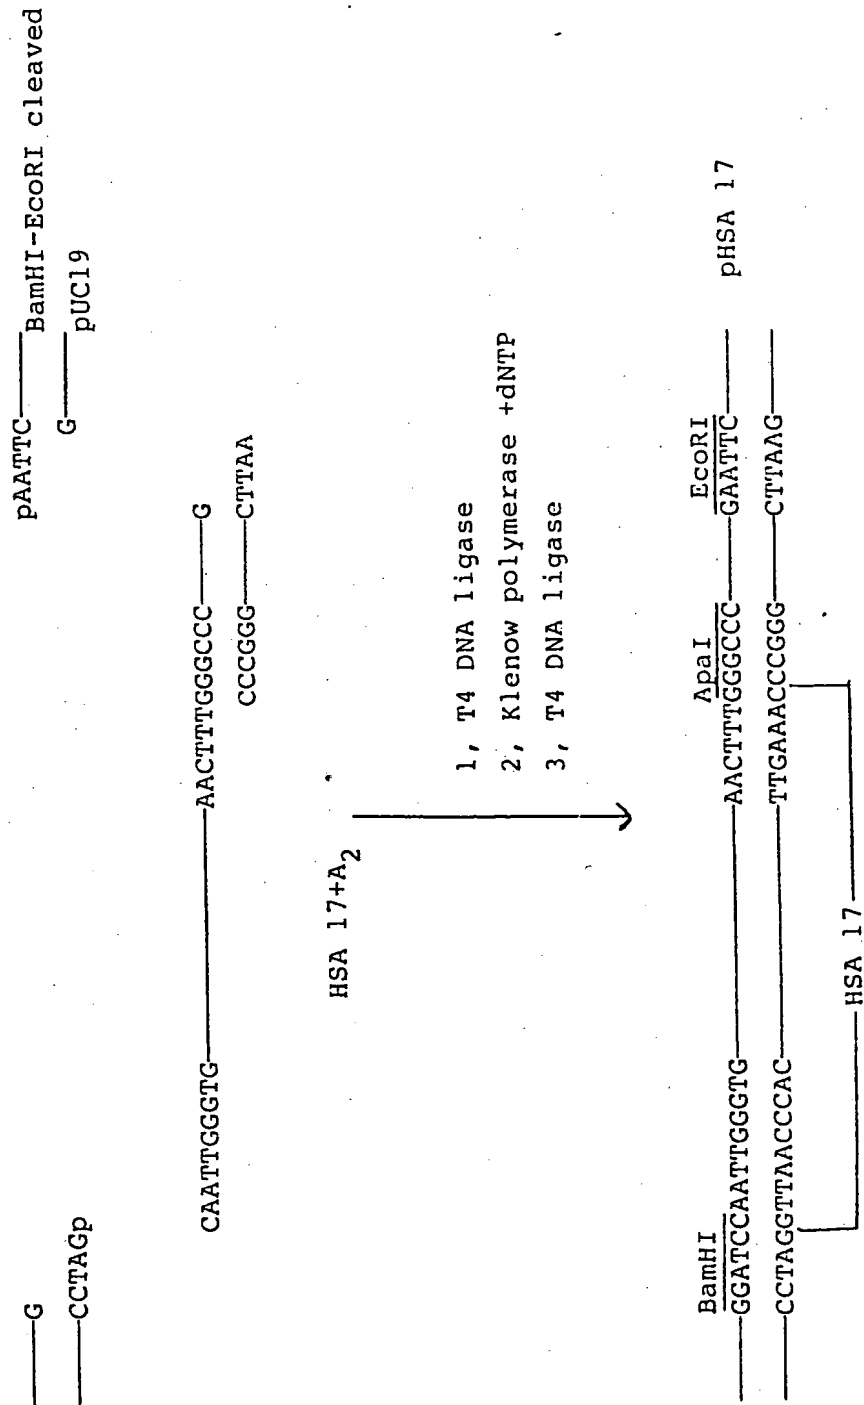 G
CCTAGp
pAATTC
BamHI-EcoRI cleaved
G
pUC19
CAATTGGGTG
AACTTTGGGCCC
G
CCCGGG
CTTAA
HSA 17+A2
1, T4 DNA ligase
2, Klenow polymerase +dNTP
3, T4 DNA ligase
BamHI
ApaI
EcoRI
GGATCCAATTGGGTG
AACTTTGGGCCC
GAATTC
pHSA 17
CCTAGGTTAACCCAC
TTGAAACCCGGG
CTTAAG
HSA 17